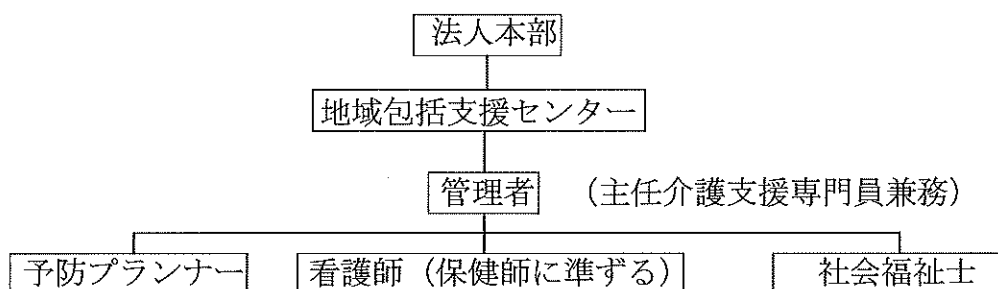 法人本部
地域包括支援センター
管理者 （主任介護支援専門員兼務）
予防プランナー 看護師（保健師に準ずる） 社会福祉士